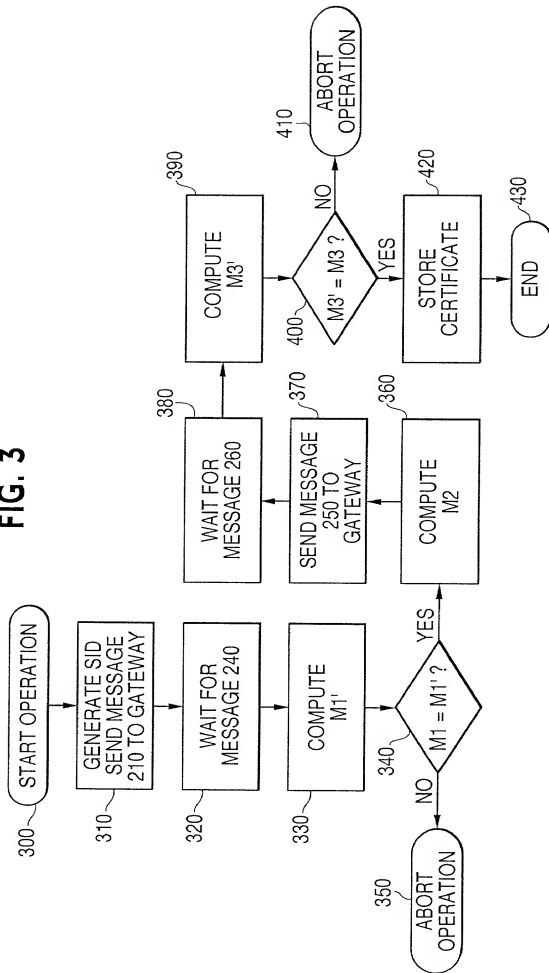 FIG. 3
START OPERATION
300
GENERATE SID
SEND MESSAGE
210 TO GATEWAY
310
WAIT FOR
MESSAGE 240
320
COMPUTE
M1'
330
M1 = M1' ?
340
NO
YES
ABORT
OPERATION
350
COMPUTE
M2
360
SEND MESSAGE
250 TO
GATEWAY
370
WAIT FOR
MESSAGE 260
380
COMPUTE
M3'
390
M3' = M3 ?
400
NO
YES
ABORT
OPERATION
410
STORE
CERTIFICATE
420
END
430